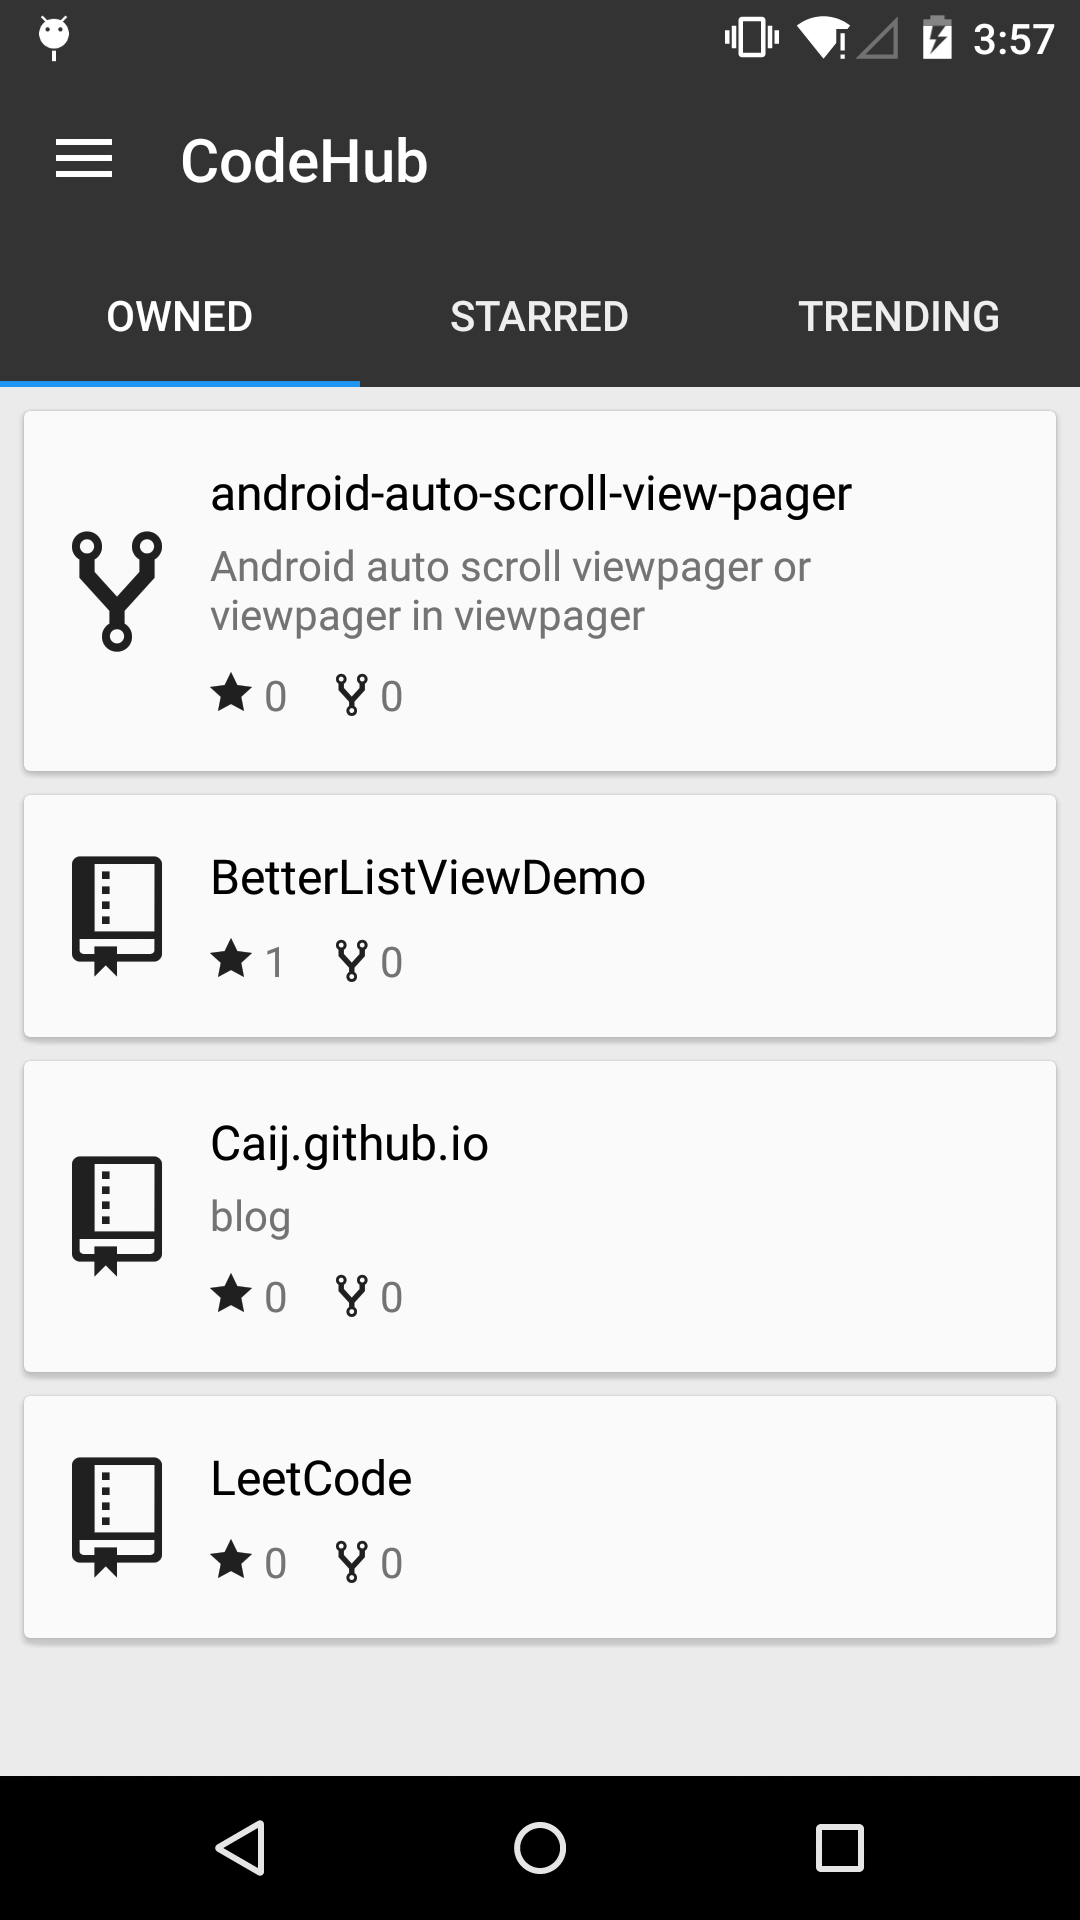 3:57
CodeHub
OWNED STARRED TRENDING
android-auto-scroll-view-pager
Android auto scroll viewpager or
viewpager in viewpager
0 0
BetterListViewDemo
1 0
Caij.github.io
blog
0 0
LeetCode
0 0